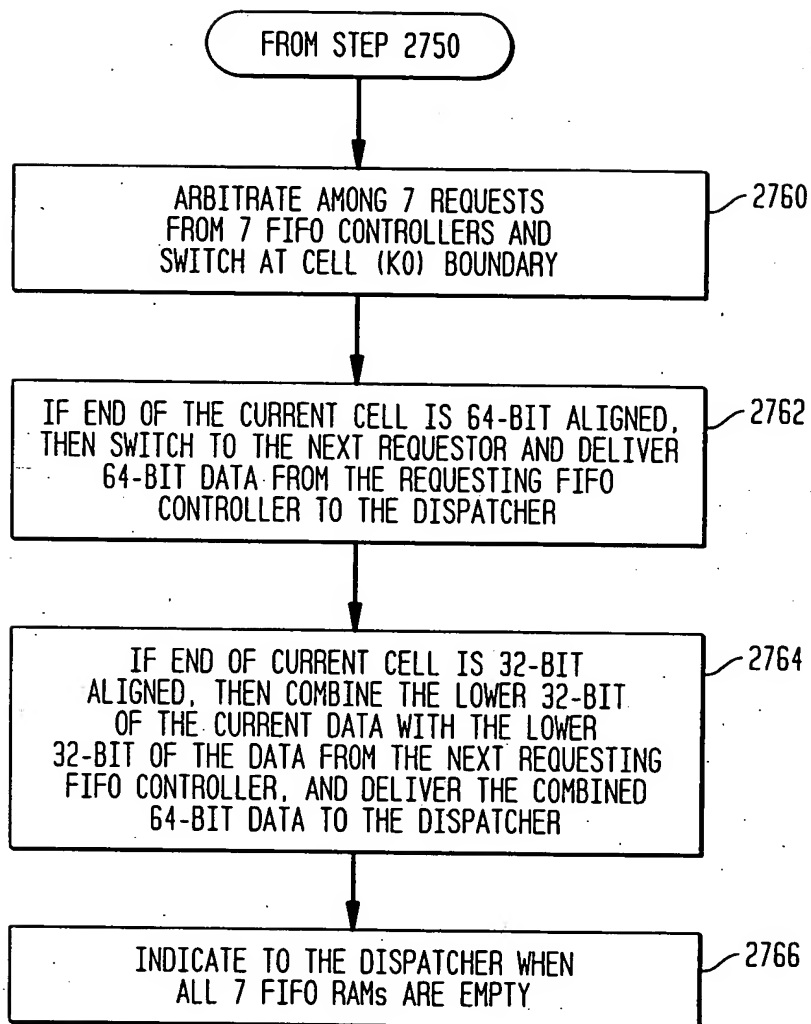 FROM STEP 2750
ARBITRATE AMONG 7 REQUESTS
FROM 7 FIFO CONTROLLERS AND
SWITCH AT CELL (K0) BOUNDARY
2760
IF END OF THE CURRENT CELL IS 64-BIT ALIGNED,
THEN SWITCH TO THE NEXT REQUESTOR AND DELIVER
64-BIT DATA FROM THE REQUESTING FIFO
CONTROLLER TO THE DISPATCHER
2762
IF END OF CURRENT CELL IS 32-BIT
ALIGNED, THEN COMBINE THE LOWER 32-BIT
OF THE CURRENT DATA WITH THE LOWER
32-BIT OF THE DATA FROM THE NEXT REQUESTING
FIFO CONTROLLER, AND DELIVER THE COMBINED
64-BIT DATA TO THE DISPATCHER
2764
INDICATE TO THE DISPATCHER WHEN
ALL 7 FIFO RAMs ARE EMPTY
2766